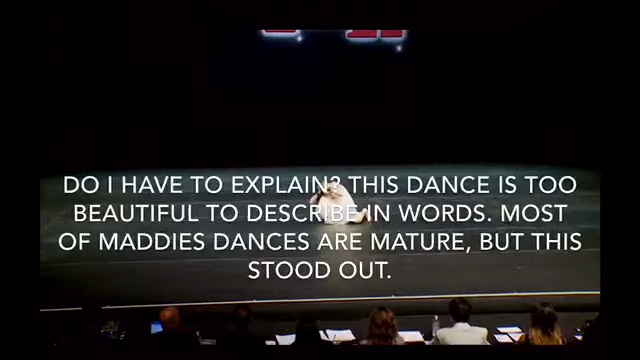 DO I HAVE TO EXPLAIN? THIS DANCE IS TOO
BEAUTIFUL TO DESCRIBE IN WORDS. MOST
OF MADDIES DANCES ARE MATURE, BUT THIS
STOOD OUT.